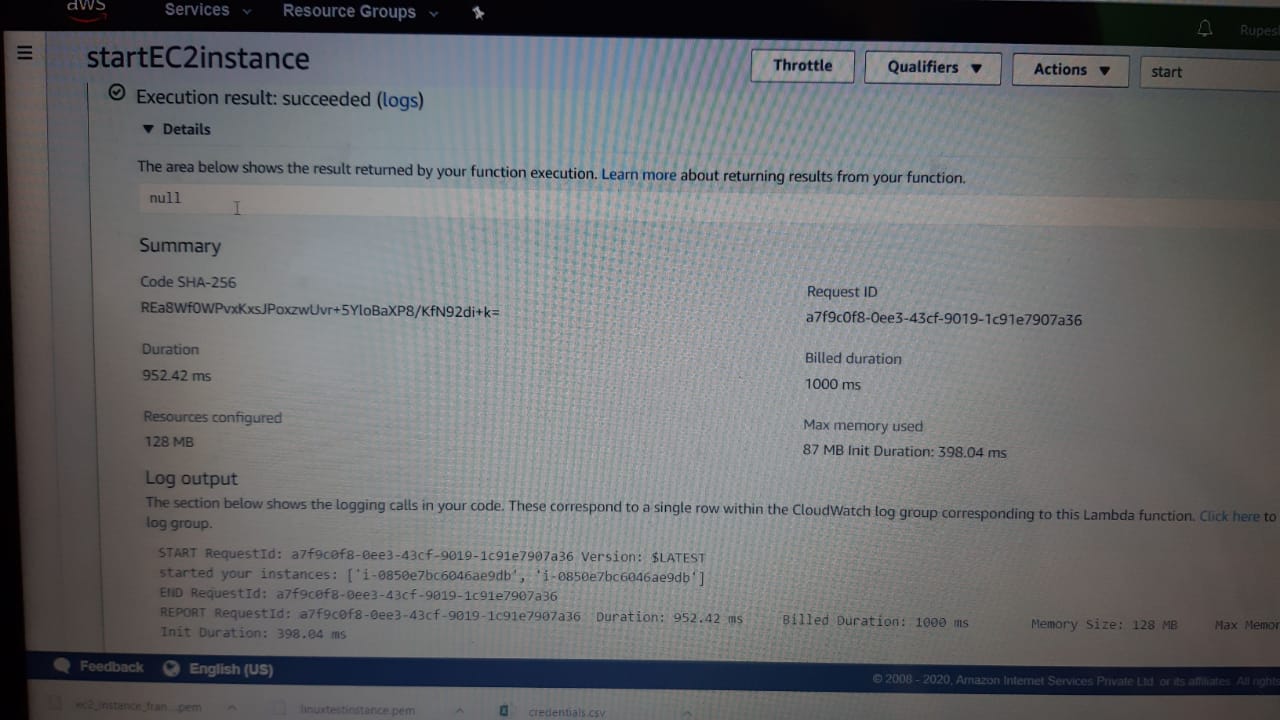 aws Services Resource Groups
Rupes
startEC2instance
Throttle Qualifiers Actions start
Execution result: succeeded (logs)
Details
The area below shows the result returned by your function execution. Learn more about returning results from your function.
null
Summary
Code SHA-256
REa8Wf0WPvxKxsJPoxzwUvr+5YloBaXP8/KfN92di+k=
Request ID
a7f9c0f8-0ee3-43cf-9019-1c91e7907a36
Duration
952.42 ms
Billed duration
1000 ms
Resources configured
128 MB
Max memory used
87 MB Init Duration: 398.04 ms
Log output
The section below shows the logging calls in your code. These correspond to a single row within the CloudWatch log group corresponding to this Lambda function. Click here to
log group.
START RequestId: a7f9c0f8-0ee3-43cf-9019-1c91e7907a36 Version: $LATEST
started your instances: ['i-0850e7bc6046ae9db', 'i-0850e7bc6046ae9db']
END RequestId: a7f9c0f8-0ee3-43cf-9019-1c91e7907a36
REPORT RequestId: a7f9c0f8-0ee3-43cf-9019-1c91e7907a36 Duration: 952.42 ms Billed Duration: 1000 ms Memory Size: 128 MB Max Memor
Init Duration: 398.04 ms
Feedback English (US)
© 2008 - 2020, Amazon Internet Services Private Ltd. or its affiliates. All rights
ec2_instance_fran....pem linuxtestinstance.pem credentials.csv